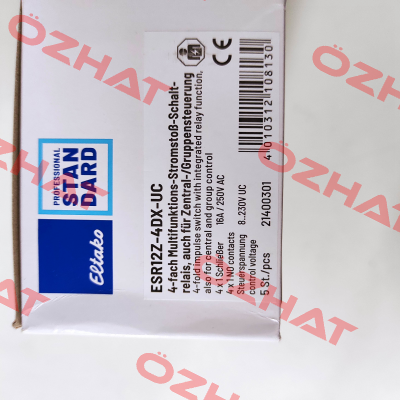 ESR12Z-4DX-UC
4-fach Multifunktions-Stromstoß-Schalt-
relais, auch für Zentral-/Gruppensteuerung
4-fold impulse switch with integrated relay function,
also for central and group control
16A / 250V AC
4 x 1 Schließer
4 x 1 NO contacts
Steuerspannung
control voltage
8..230V UC
5 St./pcs
21400301
4 010312 108130
PROFESSIONAL
STAN
DARD
Eltako
CE
ÖZHAT
ÖZHAT
ÖZHAT
ÖZHAT
ÖZHAT